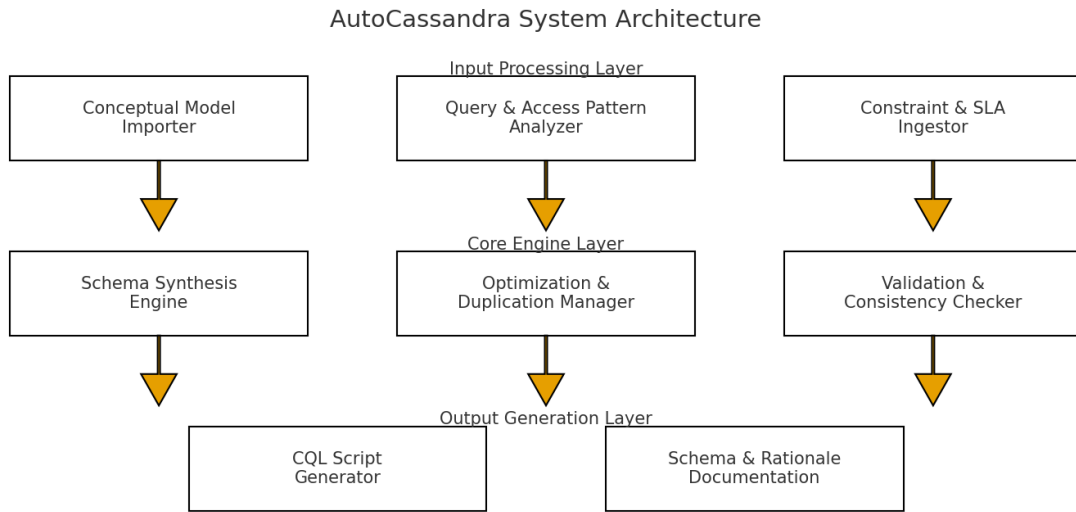 AutoCassandra System Architecture
Input Processing Layer
Conceptual Model
Importer
Query & Access Pattern
Analyzer
Constraint & SLA
Ingestor
Core Engine Layer
Schema Synthesis
Engine
Optimization &
Duplication Manager
Validation &
Consistency Checker
Output Generation Layer
CQL Script
Generator
Schema & Rationale
Documentation